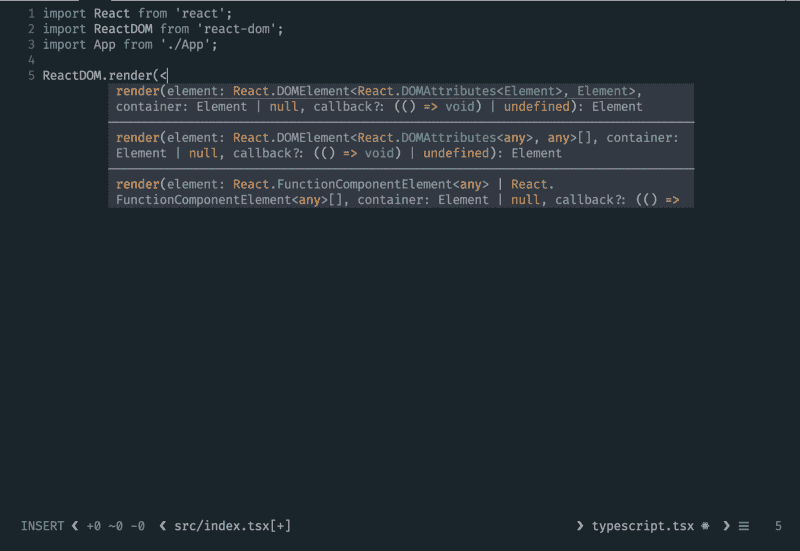 1 import React from 'react';
2 import ReactDOM from 'react-dom';
3 import App from './App';
4
5 ReactDOM.render(<
render(element: React.DOMElement<React.DOMAttributes<Element>, Element>,
container: Element | null, callback?: (() => void) | undefined): Element
render(element: React.DOMElement<React.DOMAttributes<any>, any>[], container:
Element | null, callback?: (() => void) | undefined): Element
render(element: React.FunctionComponentElement<any> | React.
FunctionComponentElement<any>[], container: Element | null, callback?: (() =>
INSERT ❮ +0 ~0 -0 ❮ src/index.tsx[+] ❯ typescript.tsx ✱ ❯ ☰ 5